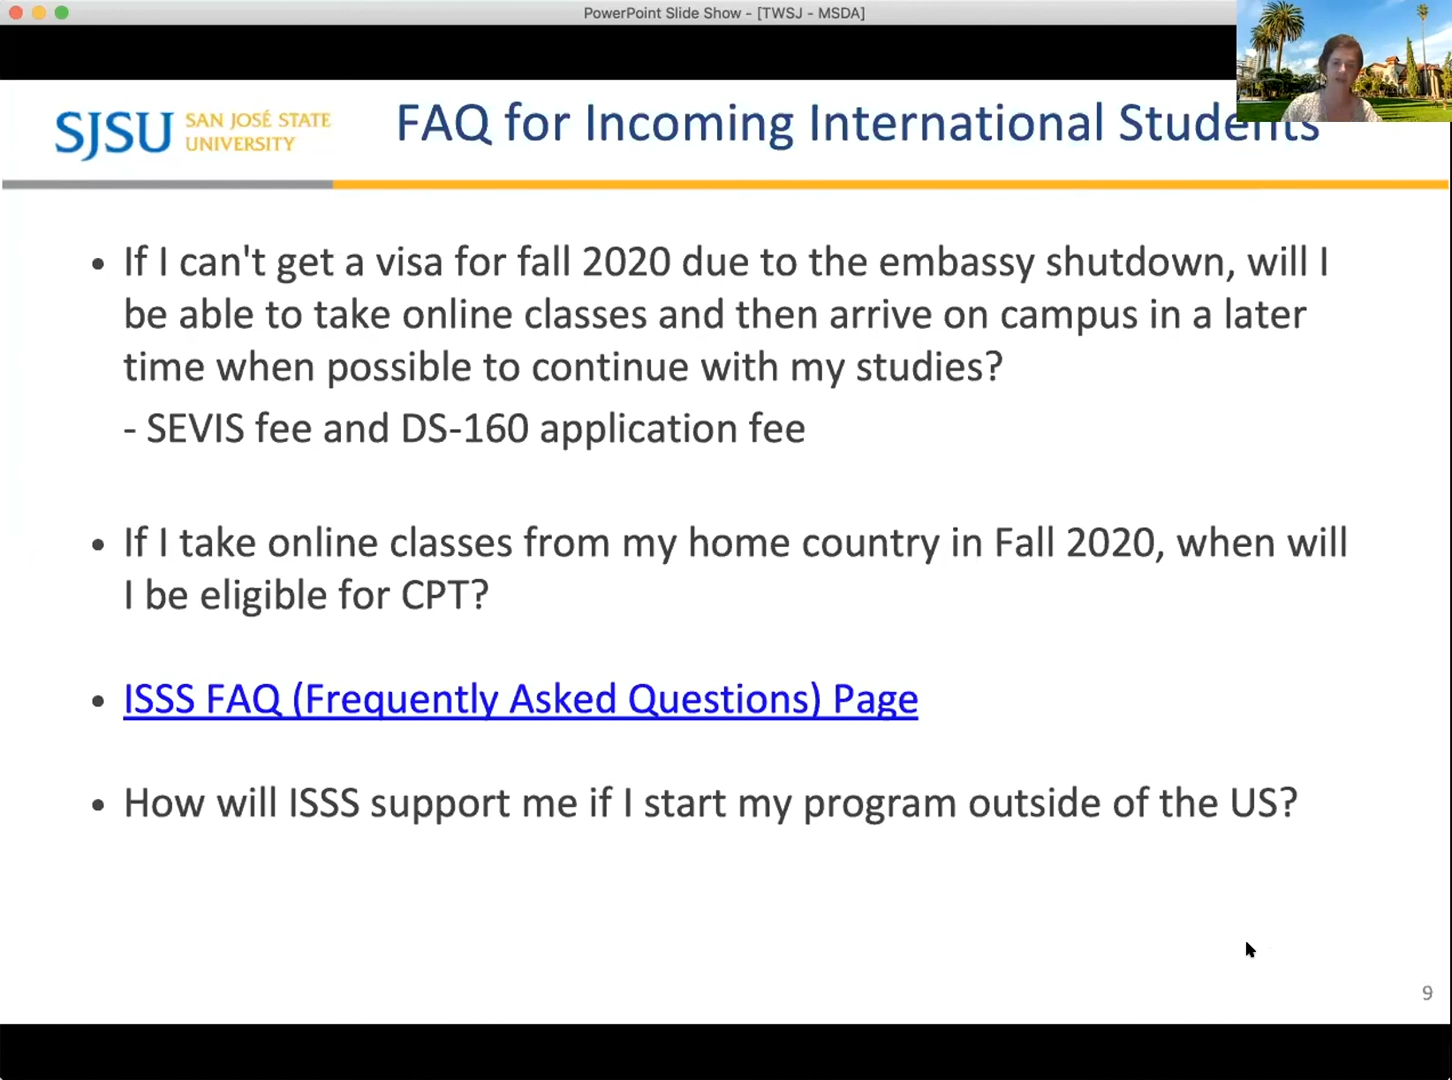 PowerPoint Slide Show - [TWSJ - MSDA]
SJSU SAN JOSÉ STATE UNIVERSITY
FAQ for Incoming International Students
• If I can't get a visa for fall 2020 due to the embassy shutdown, will I
be able to take online classes and then arrive on campus in a later
time when possible to continue with my studies?
- SEVIS fee and DS-160 application fee
• If I take online classes from my home country in Fall 2020, when will
I be eligible for CPT?
• ISSS FAQ (Frequently Asked Questions) Page
• How will ISSS support me if I start my program outside of the US?
9